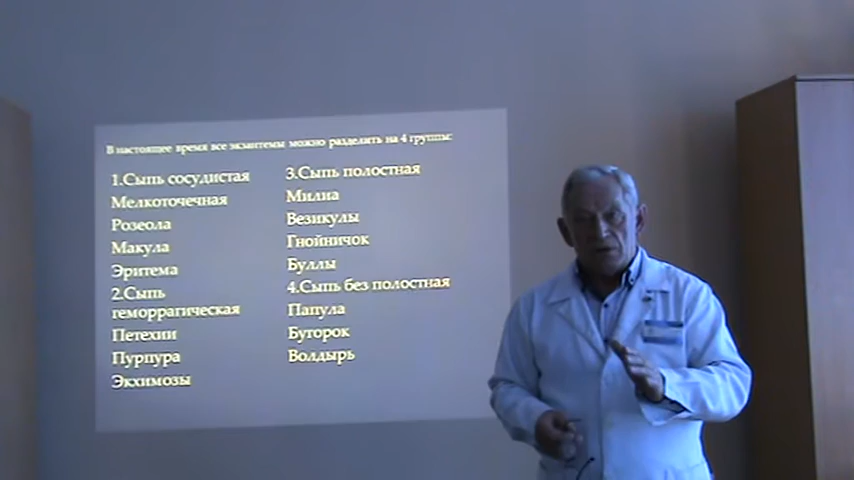 В настоящее время все экзантемы можно разделить на 4 группы:
1.Сыпь сосудистая
Мелкоточечная
Розеола
Макула
Эритема
2.Сыпь
геморрагическая
Петехии
Пурпура
Экхимозы
3.Сыпь полостная
Милиа
Везикулы
Гнойничок
Буллы
4.Сыпь без полостная
Папула
Бугорок
Волдырь